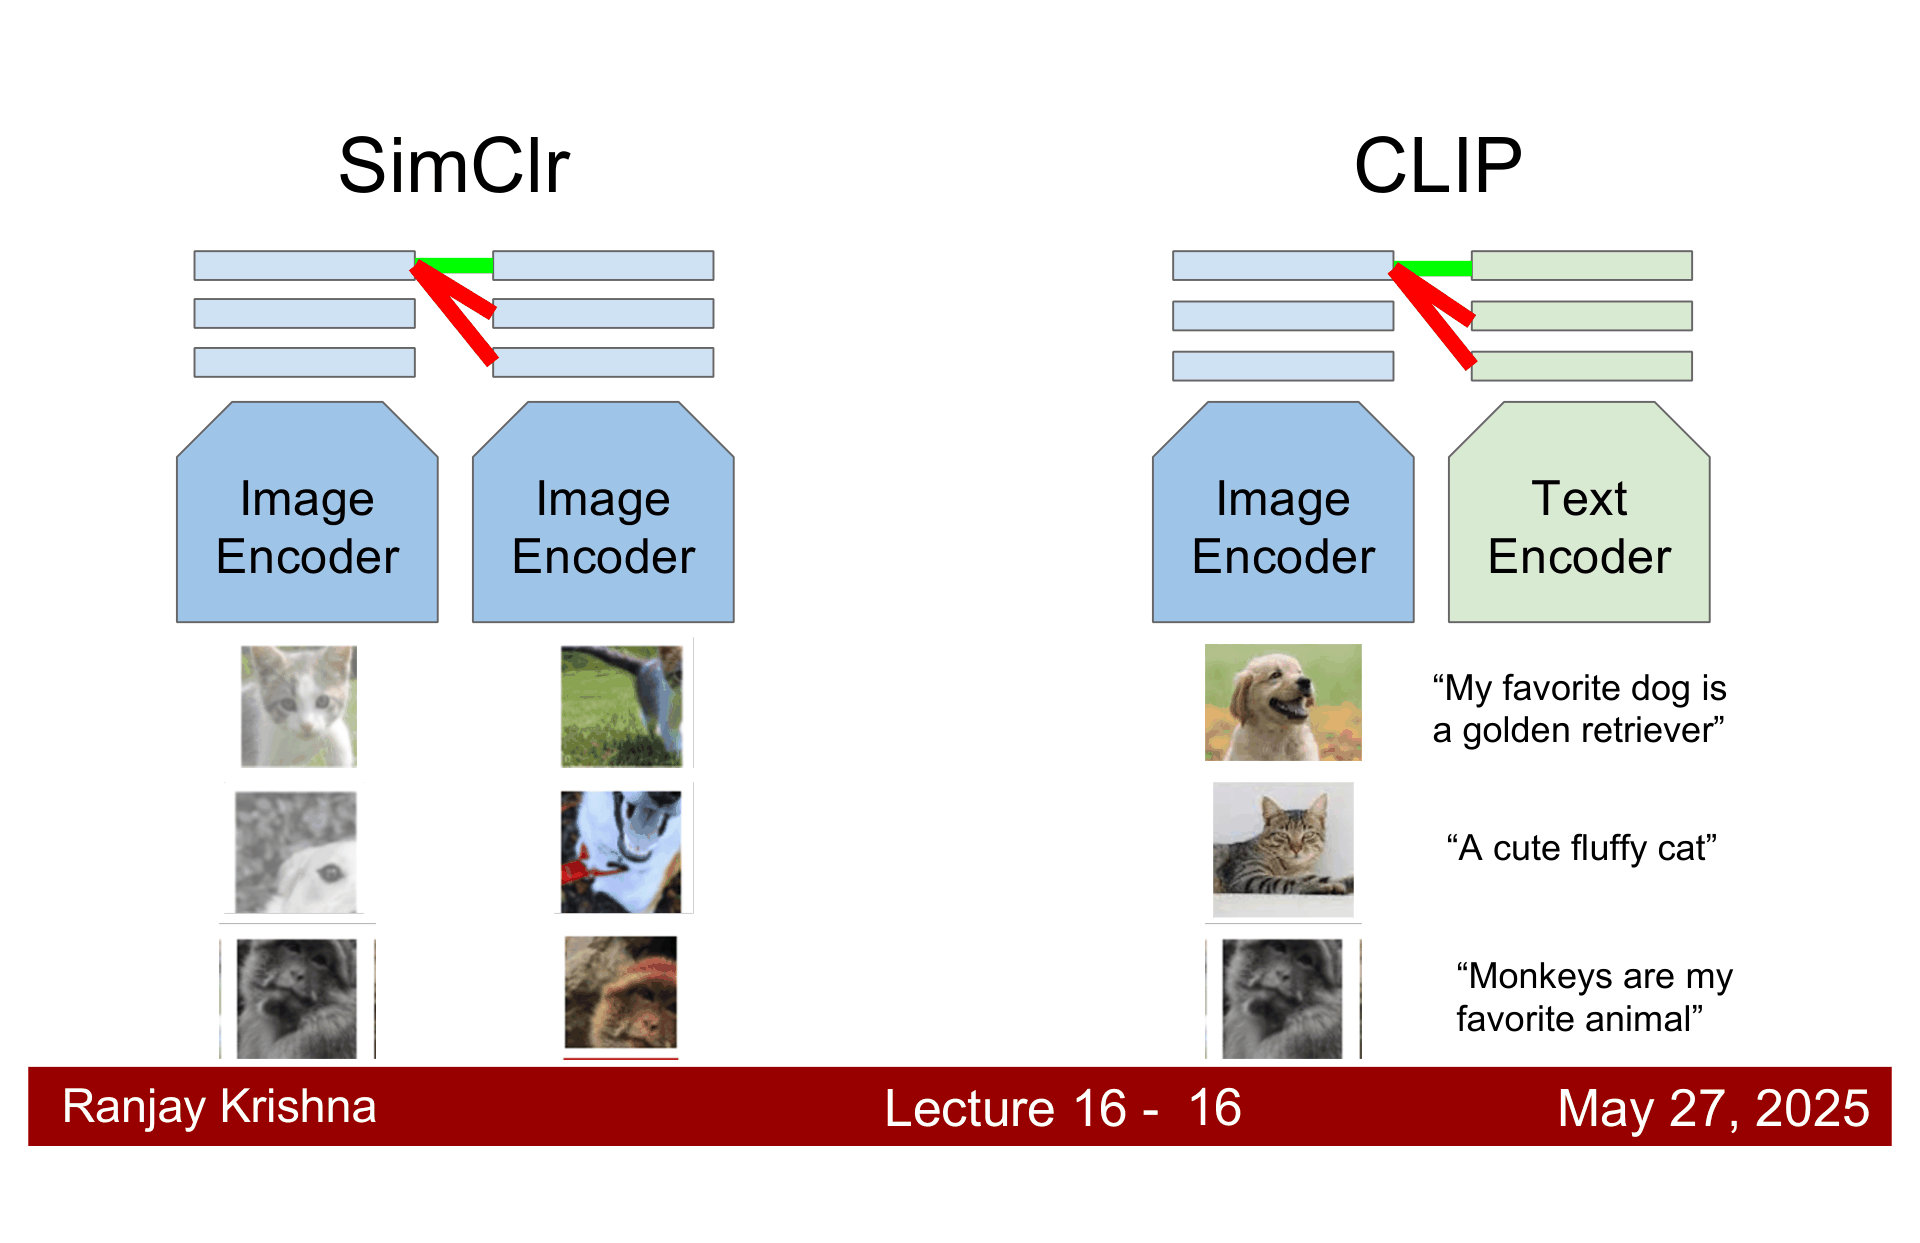 SimClr
CLIP
Image
Encoder
Image
Encoder
Image
Encoder
Text
Encoder
“My favorite dog is
a golden retriever”
“A cute fluffy cat”
“Monkeys are my
favorite animal”
Ranjay Krishna
Lecture 16 - 16
May 27, 2025